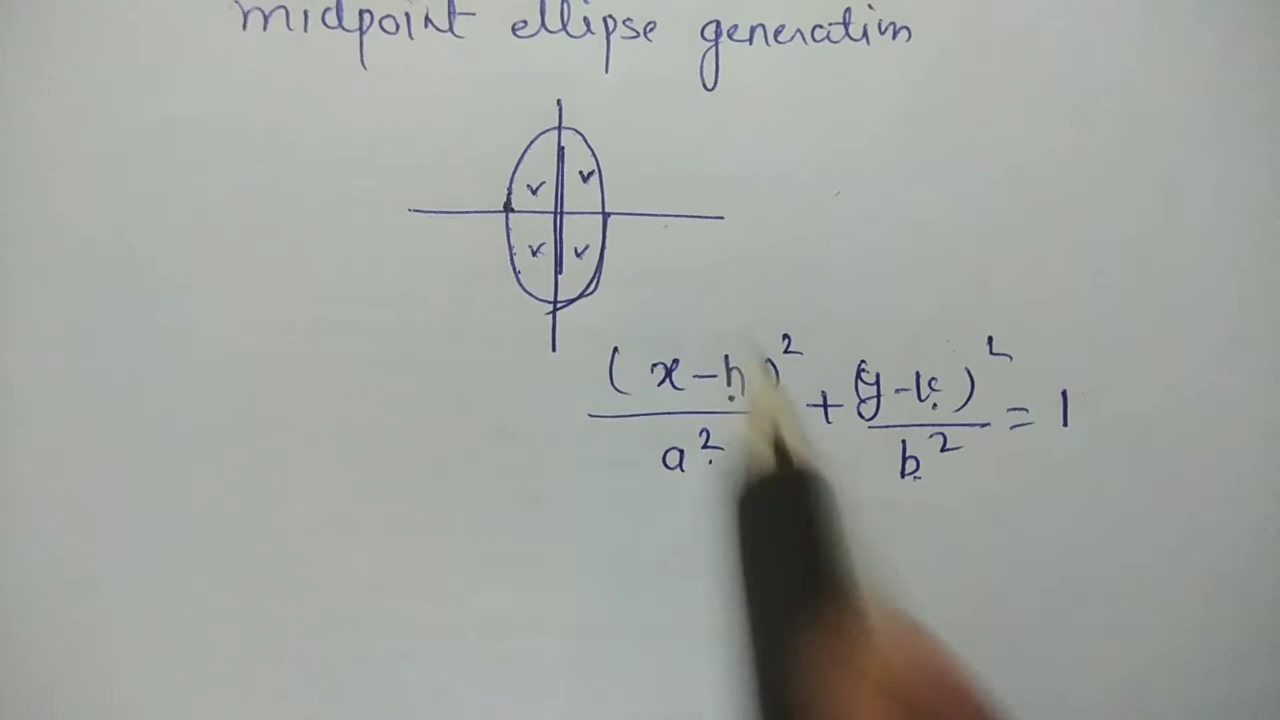 midpoint ellipse generation
(x-h)² / a² + (y-k)² / b² = 1